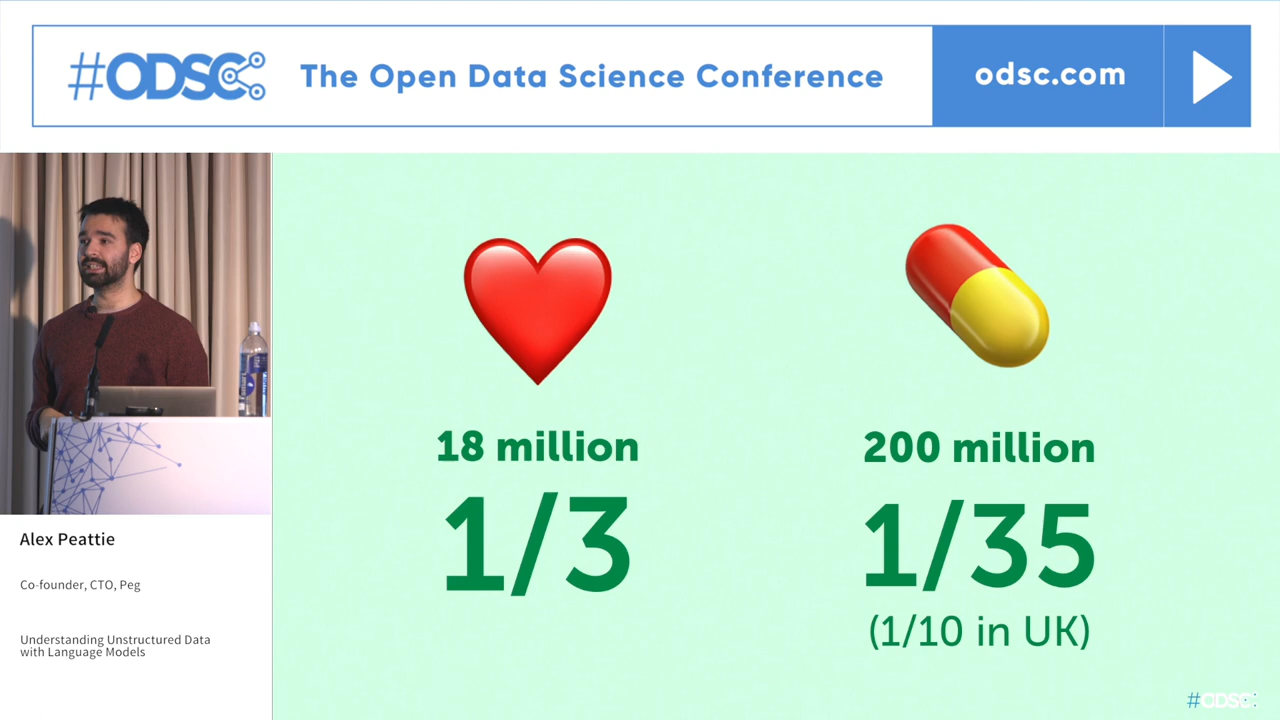 #ODSC
The Open Data Science Conference
odsc.com
18 million
1/3
200 million
1/35
(1/10 in UK)
Alex Peattie
Co-founder, CTO, Peg
Understanding Unstructured Data
with Language Models
#ODSC